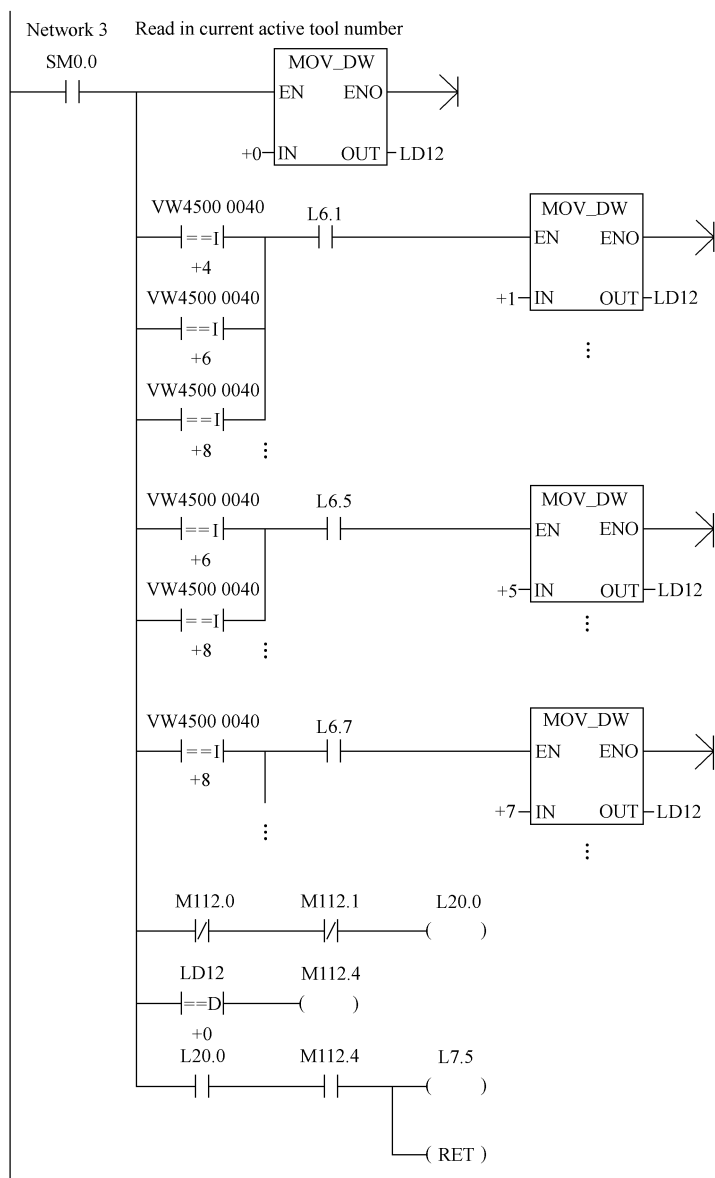 Network 3 Read in current active tool number
SM0.0
MOV_DW
EN ENO
+0 IN OUT LD12
VW4500 0040
==I
+4
L6.1
MOV_DW
EN ENO
+1 IN OUT LD12
VW4500 0040
==I
+6
VW4500 0040
==I
+8
VW4500 0040
==I
+6
L6.5
MOV_DW
EN ENO
+5 IN OUT LD12
VW4500 0040
==I
+8
VW4500 0040
==I
+8
L6.7
MOV_DW
EN ENO
+7 IN OUT LD12
M112.0 M112.1 L20.0
LD12 M112.4
==D
+0
L20.0 M112.4 L7.5
RET